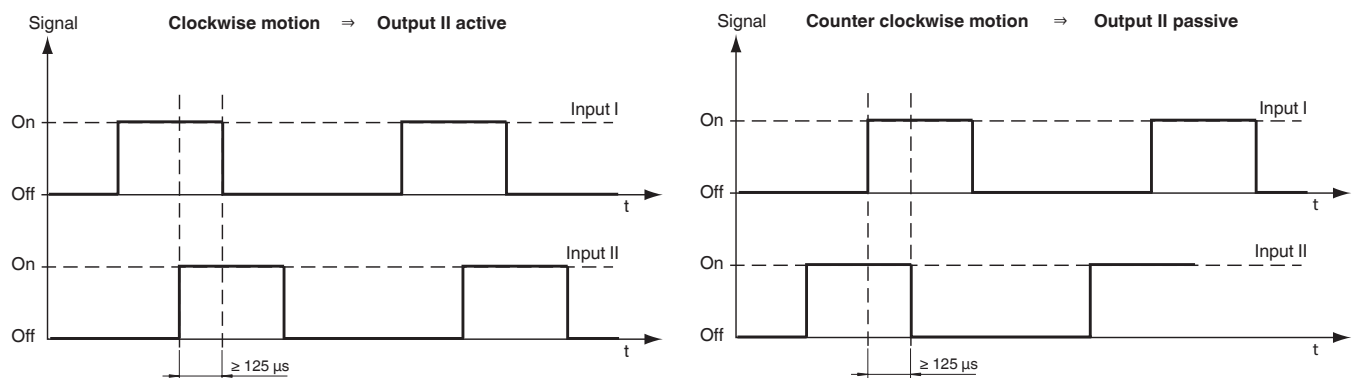 Signal
Clockwise motion ⇒ Output II active
Input I
On
Off
t
Input II
On
Off
t
≥ 125 µs
Signal
Counter clockwise motion ⇒ Output II passive
Input I
On
Off
t
Input II
On
Off
t
≥ 125 µs